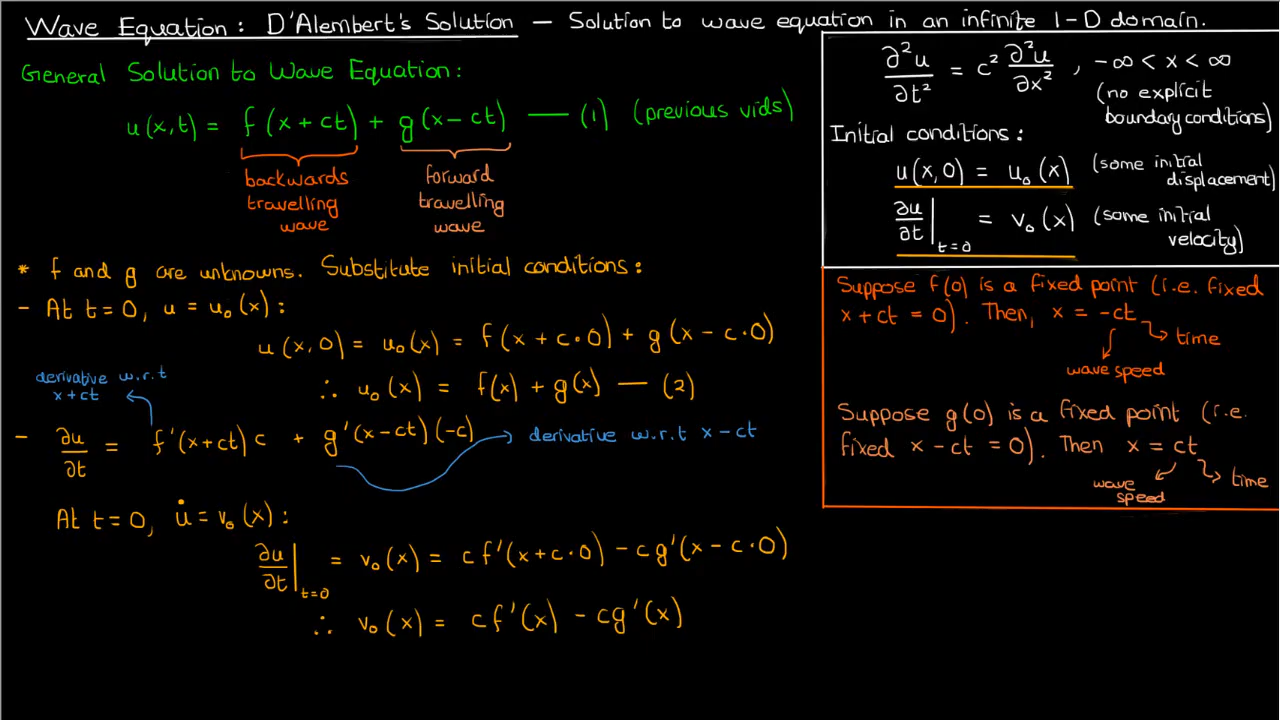 Wave Equation: D'Alembert's Solution — Solution to wave equation in an infinite 1-D domain.
General Solution to Wave Equation:
u(x,t) = f(x+ct) + g(x-ct) — (1) (previous vids)
backwards travelling wave
forward travelling wave
* f and g are unknowns. Substitute initial conditions:
- At t=0, u = u₀(x):
u(x,0) = u₀(x) = f(x + c·0) + g(x - c·0)
∴ u₀(x) = f(x) + g(x) — (2)
derivative w.r.t
x+ct
- ∂u/∂t = f'(x+ct) c + g'(x-ct)(-c)
derivative w.r.t x-ct
At t=0, u̇ = v₀(x):
∂u/∂t|t=0 = v₀(x) = cf'(x+c·0) - cg'(x-c·0)
∴ v₀(x) = cf'(x) - cg'(x)
∂²u/∂t² = c² ∂²u/∂x², -∞ < x < ∞
(no explicit
boundary conditions)
Initial conditions:
u(x,0) = u₀(x) (some initial
displacement)
∂u/∂t|t=0 = v₀(x) (some initial
velocity)
Suppose f(0) is a fixed point (i.e. fixed
x+ct = 0). Then, x = -ct
time
wave speed
Suppose g(0) is a fixed point (i.e.
fixed x-ct = 0). Then x = ct
wave
speed
time